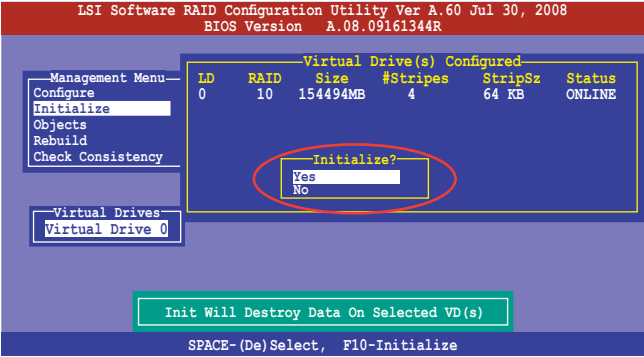 LSI Software RAID Configuration Utility Ver A.60 Jul 30, 2008
BIOS Version A.08.09161344R
Virtual Drive(s) Configured
LD RAID Size #Stripes StripSz Status
0 10 154494MB 4 64 KB ONLINE
Management Menu
Configure
Initialize
Objects
Rebuild
Check Consistency
Initialize?
Yes
No
Virtual Drives
Virtual Drive 0
Init Will Destroy Data On Selected VD(s)
SPACE-(De)Select, F10-Initialize